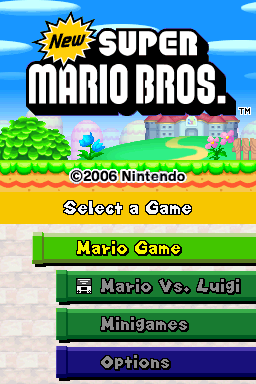 New
SUPER
MARIO BROS.™
©2006 Nintendo
Select a Game
Mario Game
Mario Vs. Luigi
Minigames
Options